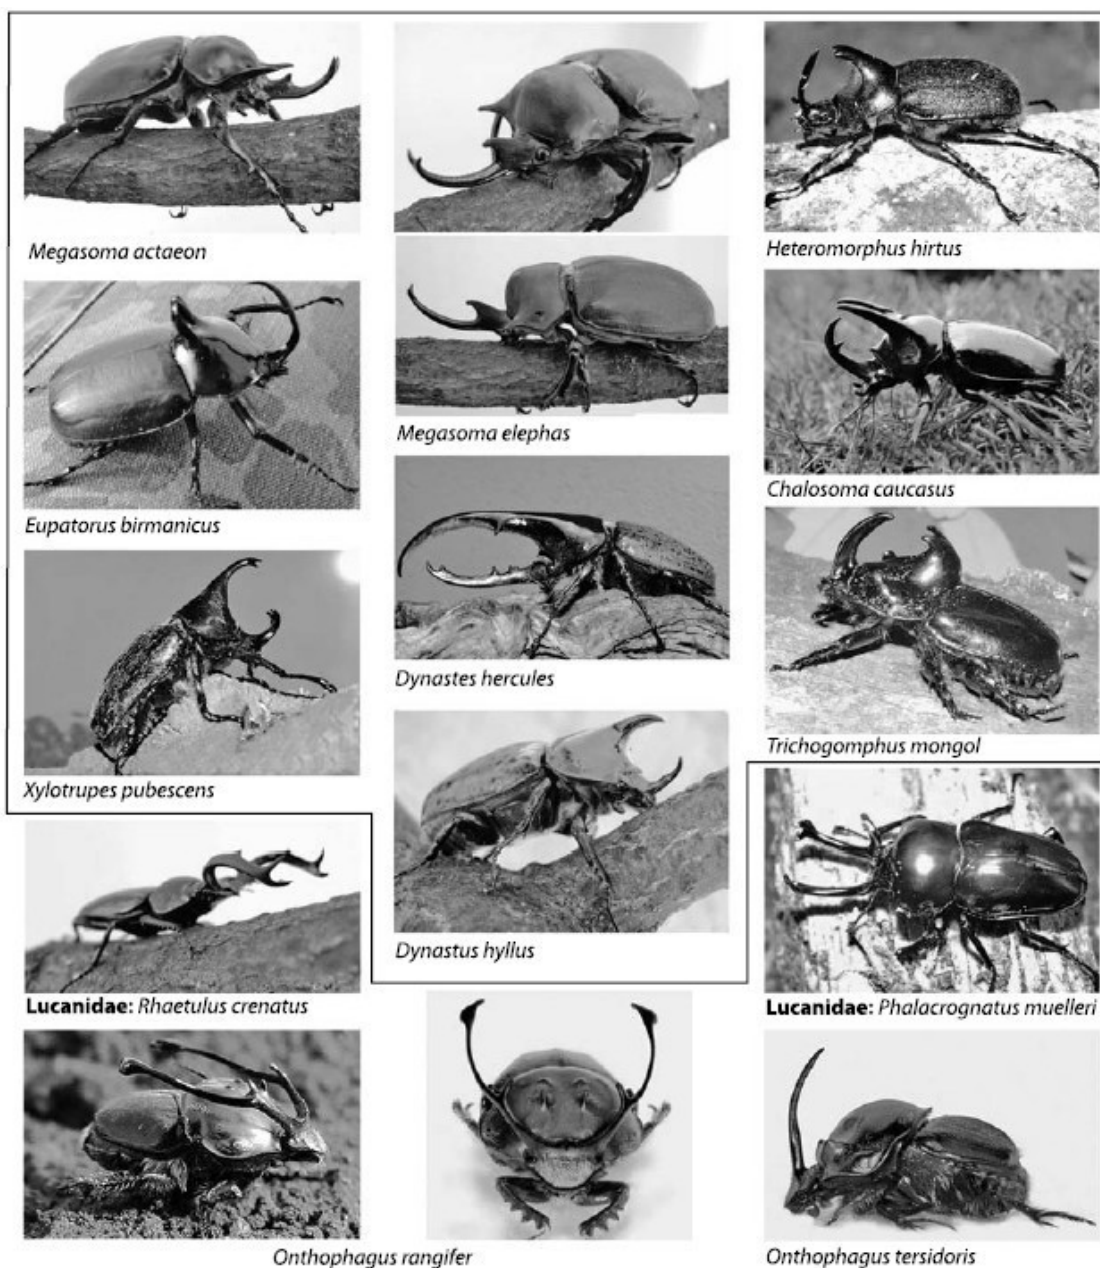 Megasoma actaeon
Heteromorphus hirtus
Megasoma elephas
Chalosoma caucasus
Eupatorus birmanicus
Dynastes hercules
Trichogomphus mongol
Xylotrupes pubescens
Dynastus hyllus
Lucanidae: Rhaetulus crenatus
Lucanidae: Phalacrognatus muelleri
Onthophagus rangifer
Onthophagus tersidoris